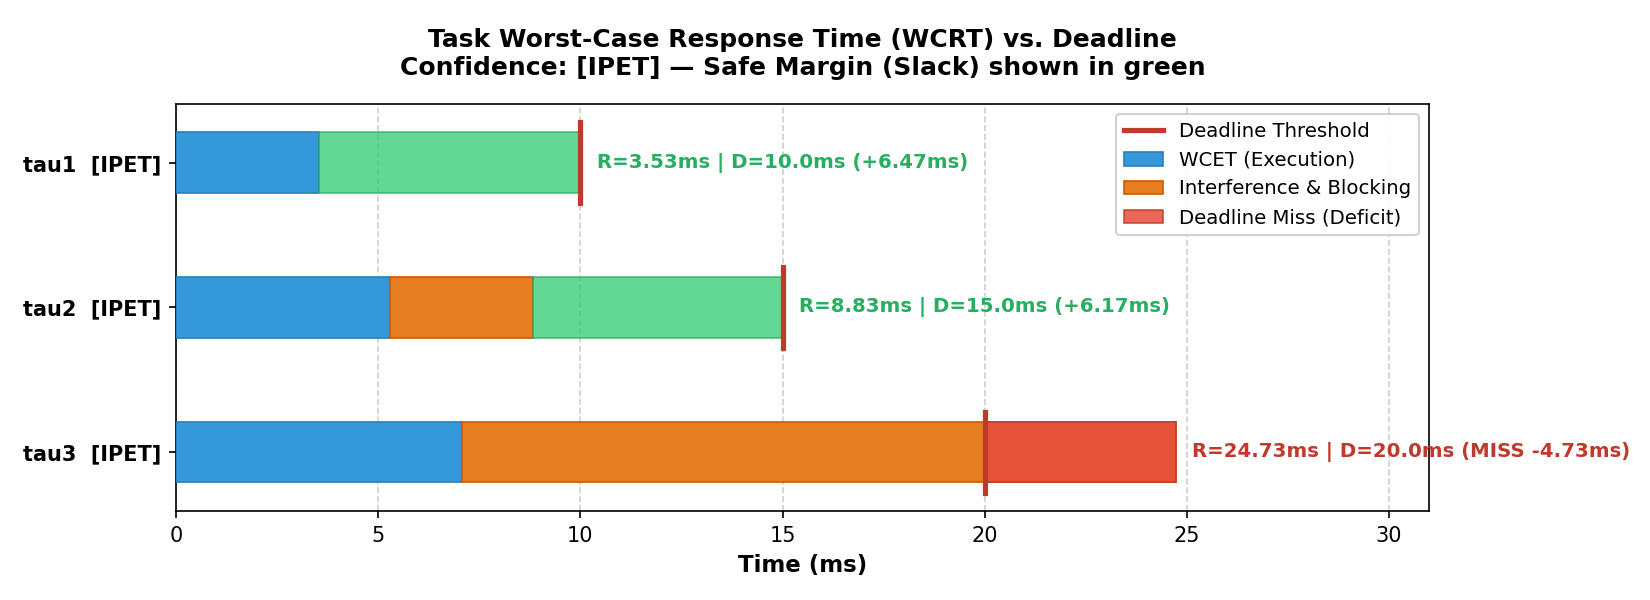 Task Worst-Case Response Time (WCRT) vs. Deadline
Confidence: [IPET] — Safe Margin (Slack) shown in green
Deadline Threshold
WCET (Execution)
Interference & Blocking
Deadline Miss (Deficit)
tau1 [IPET]
R=3.53ms | D=10.0ms (+6.47ms)
tau2 [IPET]
R=8.83ms | D=15.0ms (+6.17ms)
tau3 [IPET]
R=24.73ms | D=20.0ms (MISS -4.73ms)
0 5 10 15 20 25 30
Time (ms)